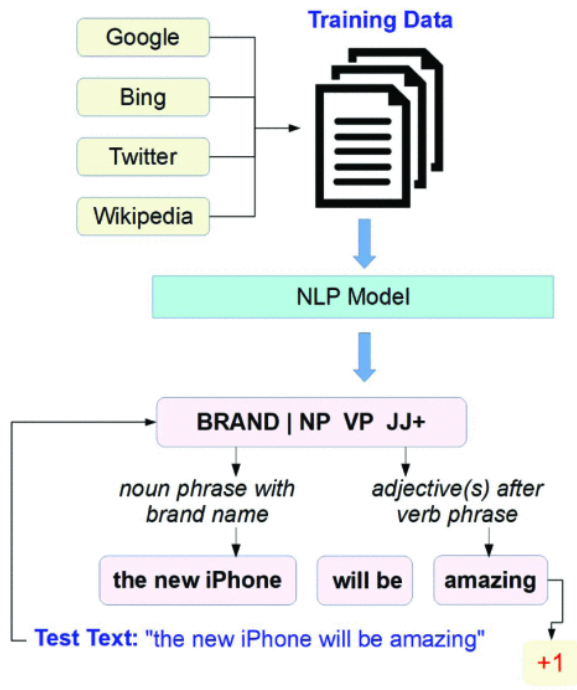 Training Data
Google
Bing
Twitter
Wikipedia
NLP Model
BRAND | NP VP JJ+
noun phrase with
brand name
adjective(s) after
verb phrase
the new iPhone
will be
amazing
Test Text: "the new iPhone will be amazing"
+1